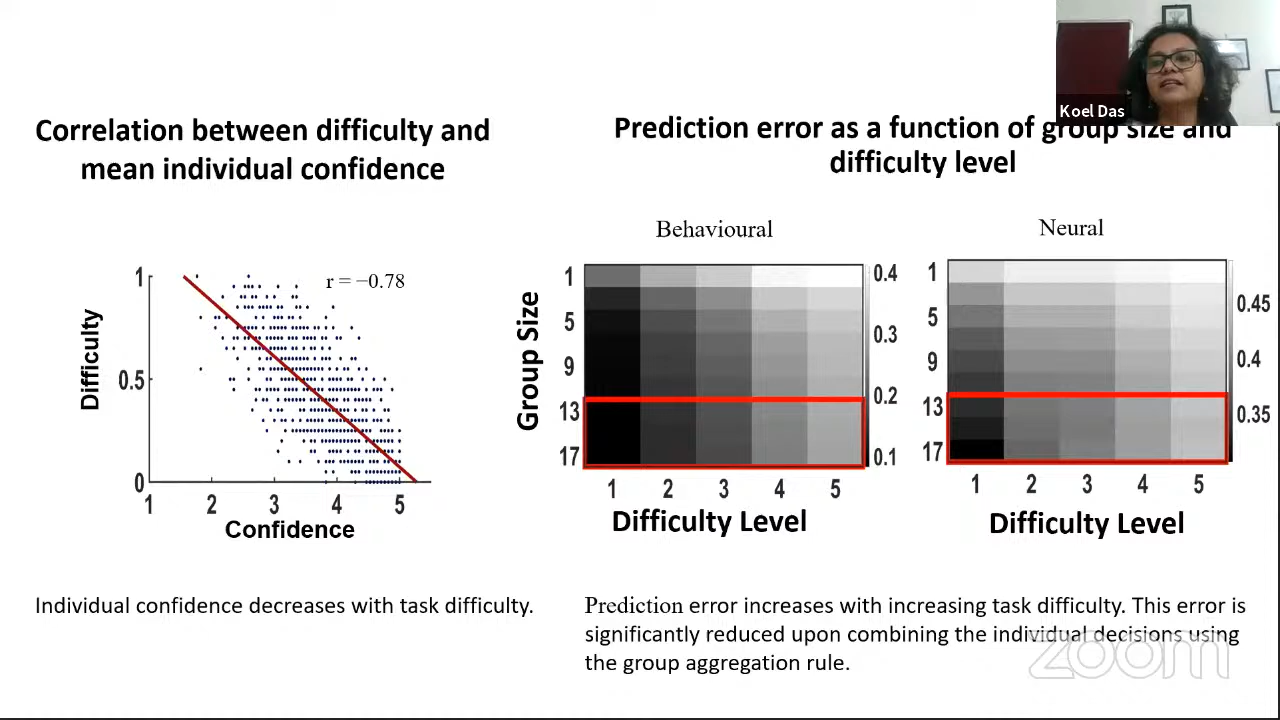 Koel Das
Correlation between difficulty and
mean individual confidence
Prediction error as a function of group size and
difficulty level
r = −0.78
1
0.5
0
Difficulty
1 2 3 4 5
Confidence
Individual confidence decreases with task difficulty.
Behavioural
Group Size
1
5
9
13
17
0.4
0.3
0.2
0.1
1 2 3 4 5
Difficulty Level
Neural
1
5
9
13
17
0.45
0.4
0.35
1 2 3 4 5
Difficulty Level
Prediction error increases with increasing task difficulty. This error is
significantly reduced upon combining the individual decisions using
the group aggregation rule.
zoom